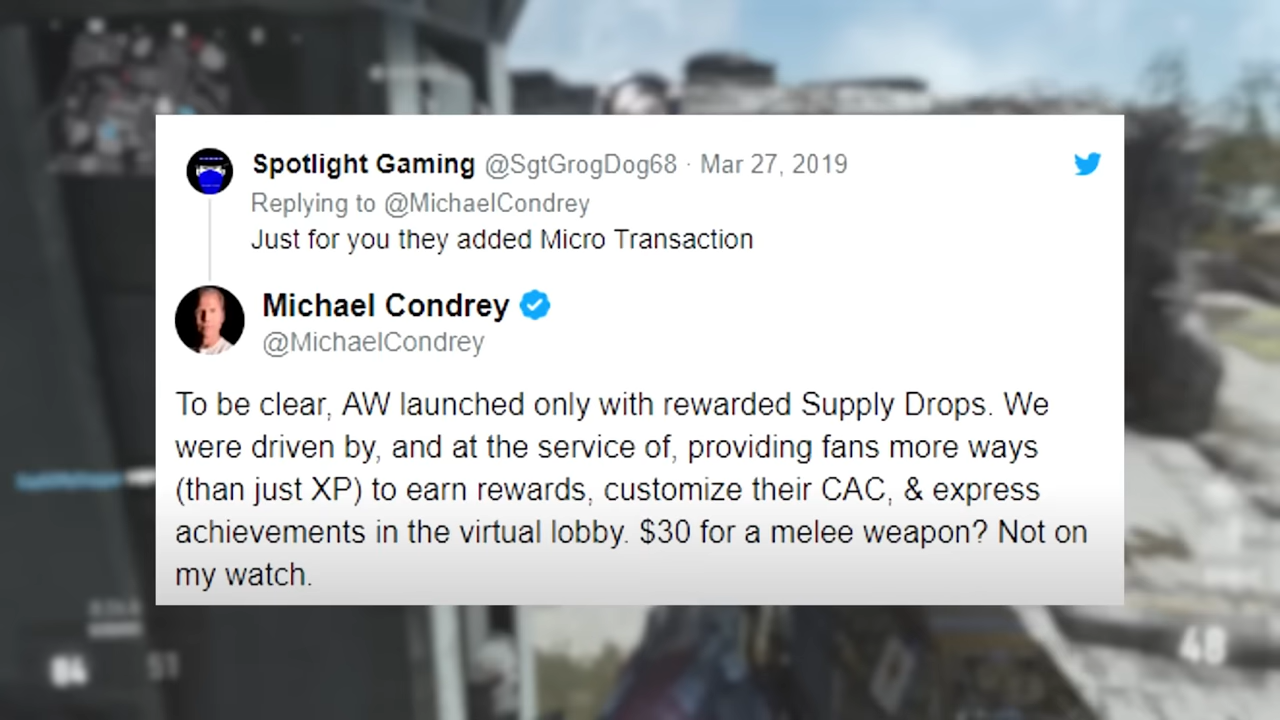 Spotlight Gaming @SgtGrogDog68 · Mar 27, 2019
Replying to @MichaelCondrey
Just for you they added Micro Transaction
Michael Condrey
@MichaelCondrey
To be clear, AW launched only with rewarded Supply Drops. We
were driven by, and at the service of, providing fans more ways
(than just XP) to earn rewards, customize their CAC, & express
achievements in the virtual lobby. $30 for a melee weapon? Not on
my watch.
48